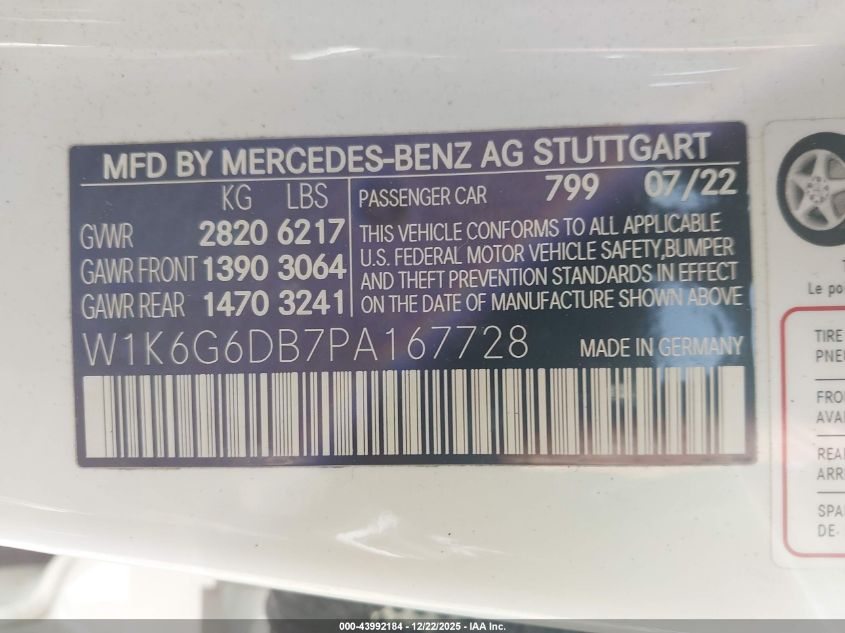 MFD BY MERCEDES-BENZ AG STUTTGART
KG LBS
GVWR 2820 6217
GAWR FRONT 1390 3064
GAWR REAR 1470 3241
PASSENGER CAR 799 07/22
THIS VEHICLE CONFORMS TO ALL APPLICABLE
U.S. FEDERAL MOTOR VEHICLE SAFETY,BUMPER
AND THEFT PREVENTION STANDARDS IN EFFECT
ON THE DATE OF MANUFACTURE SHOWN ABOVE
W1K6G6DB7PA167728 MADE IN GERMANY
Le po
TIRE
PNEU
FRO
AVA
REA
ARR
SPA
DE
000-43992184 - 12/22/2025 - IAA Inc.